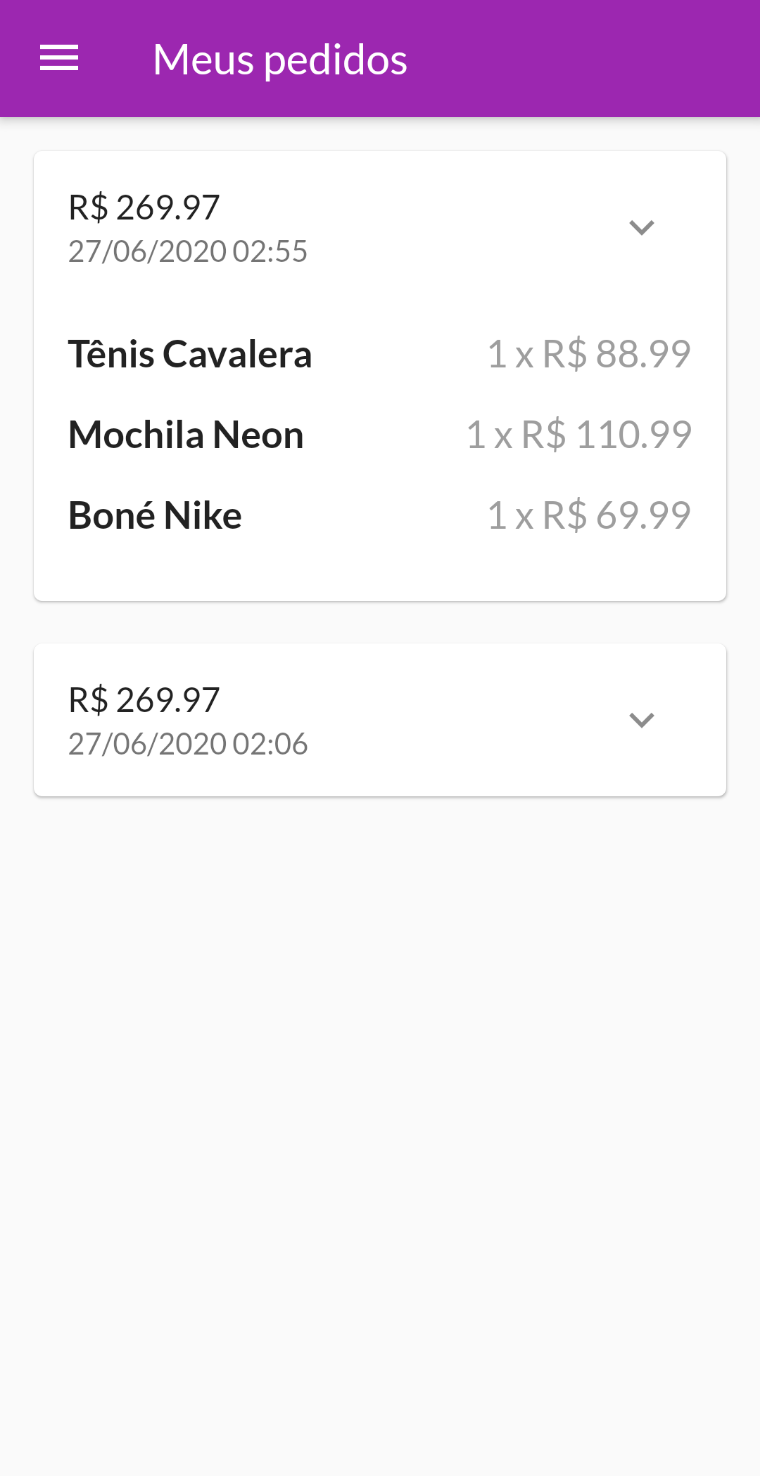 Meus pedidos
R$ 269.97
27/06/2020 02:55
Tênis Cavalera 1 x R$ 88.99
Mochila Neon 1 x R$ 110.99
Boné Nike 1 x R$ 69.99
R$ 269.97
27/06/2020 02:06